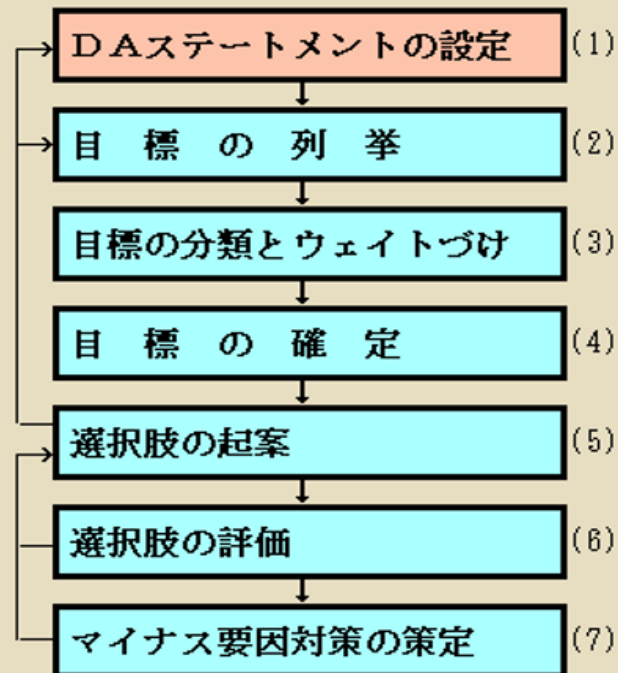 DAステートメントの設定 (1)
目標の列挙 (2)
目標の分類とウェイトづけ (3)
目標の確定 (4)
選択肢の起案 (5)
選択肢の評価 (6)
マイナス要因対策の策定 (7)